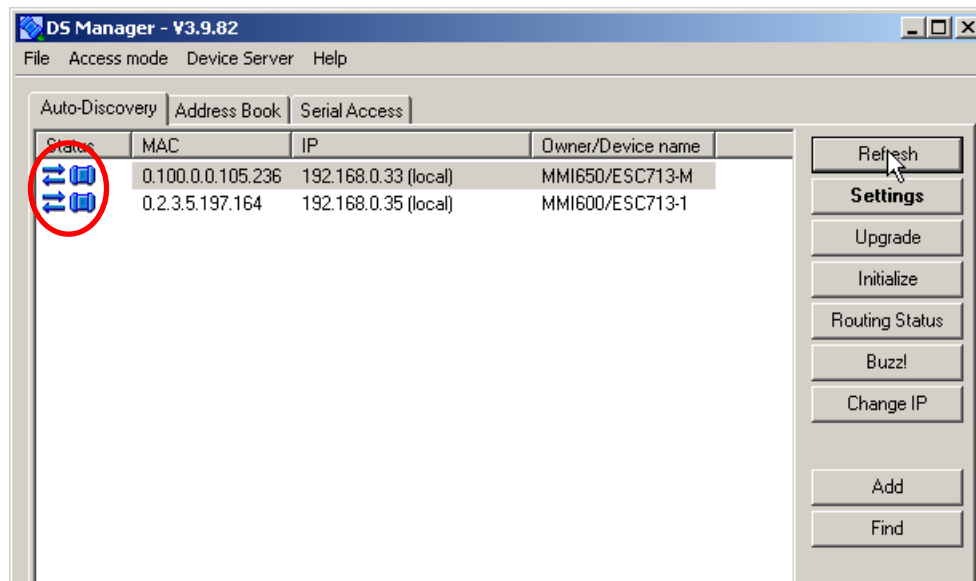 DS Manager - V3.9.82
File Access mode Device Server Help
Auto-Discovery Address Book Serial Access
Status MAC IP Owner/Device name
0.100.0.0.105.236 192.168.0.33 (local) MMI650/ESC713-M
0.2.3.5.197.164 192.168.0.35 (local) MMI600/ESC713-1
Refresh
Settings
Upgrade
Initialize
Routing Status
Buzz!
Change IP
Add
Find